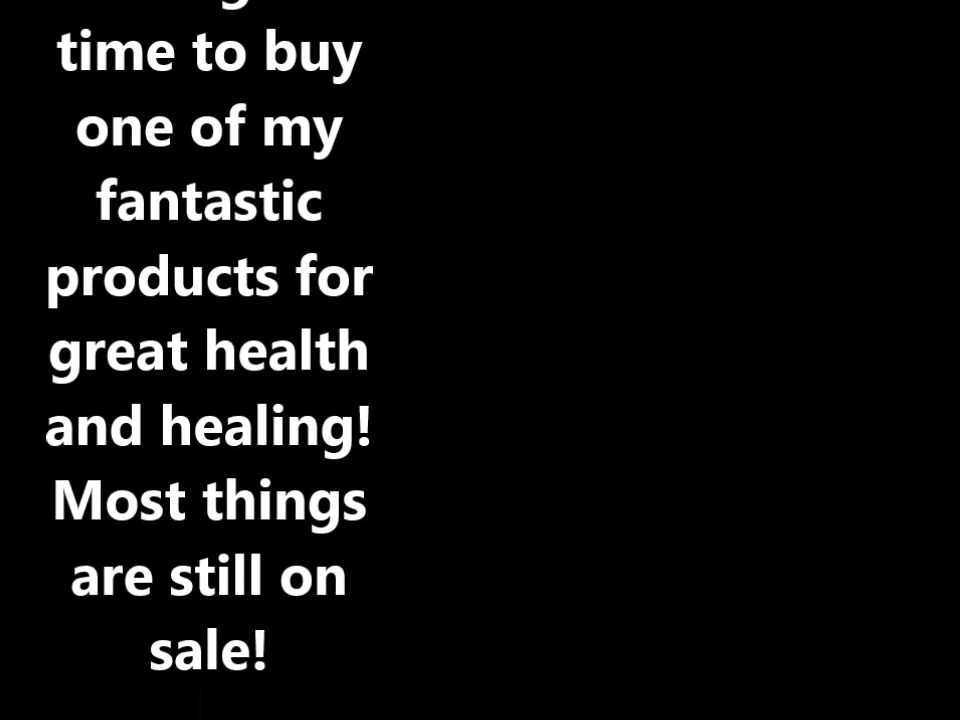 time to buy
one of my
fantastic
products for
great health
and healing!
Most things
are still on
sale!